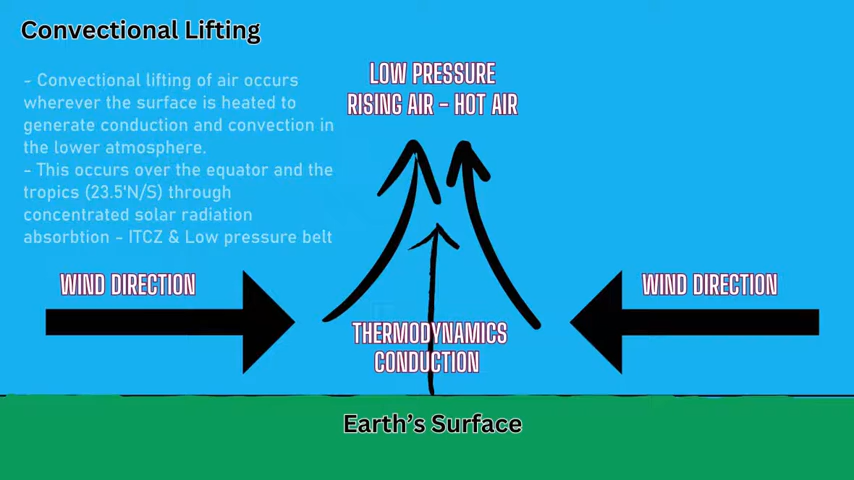 Convectional Lifting
- Convectional lifting of air occurs
wherever the surface is heated to
generate conduction and convection in
the lower atmosphere.
- This occurs over the equator and the
tropics (23.5'N/S) through
concentrated solar radiation
absorbtion - ITCZ & Low pressure belt
LOW PRESSURE
RISING AIR - HOT AIR
WIND DIRECTION
WIND DIRECTION
THERMODYNAMICS
CONDUCTION
Earth's Surface